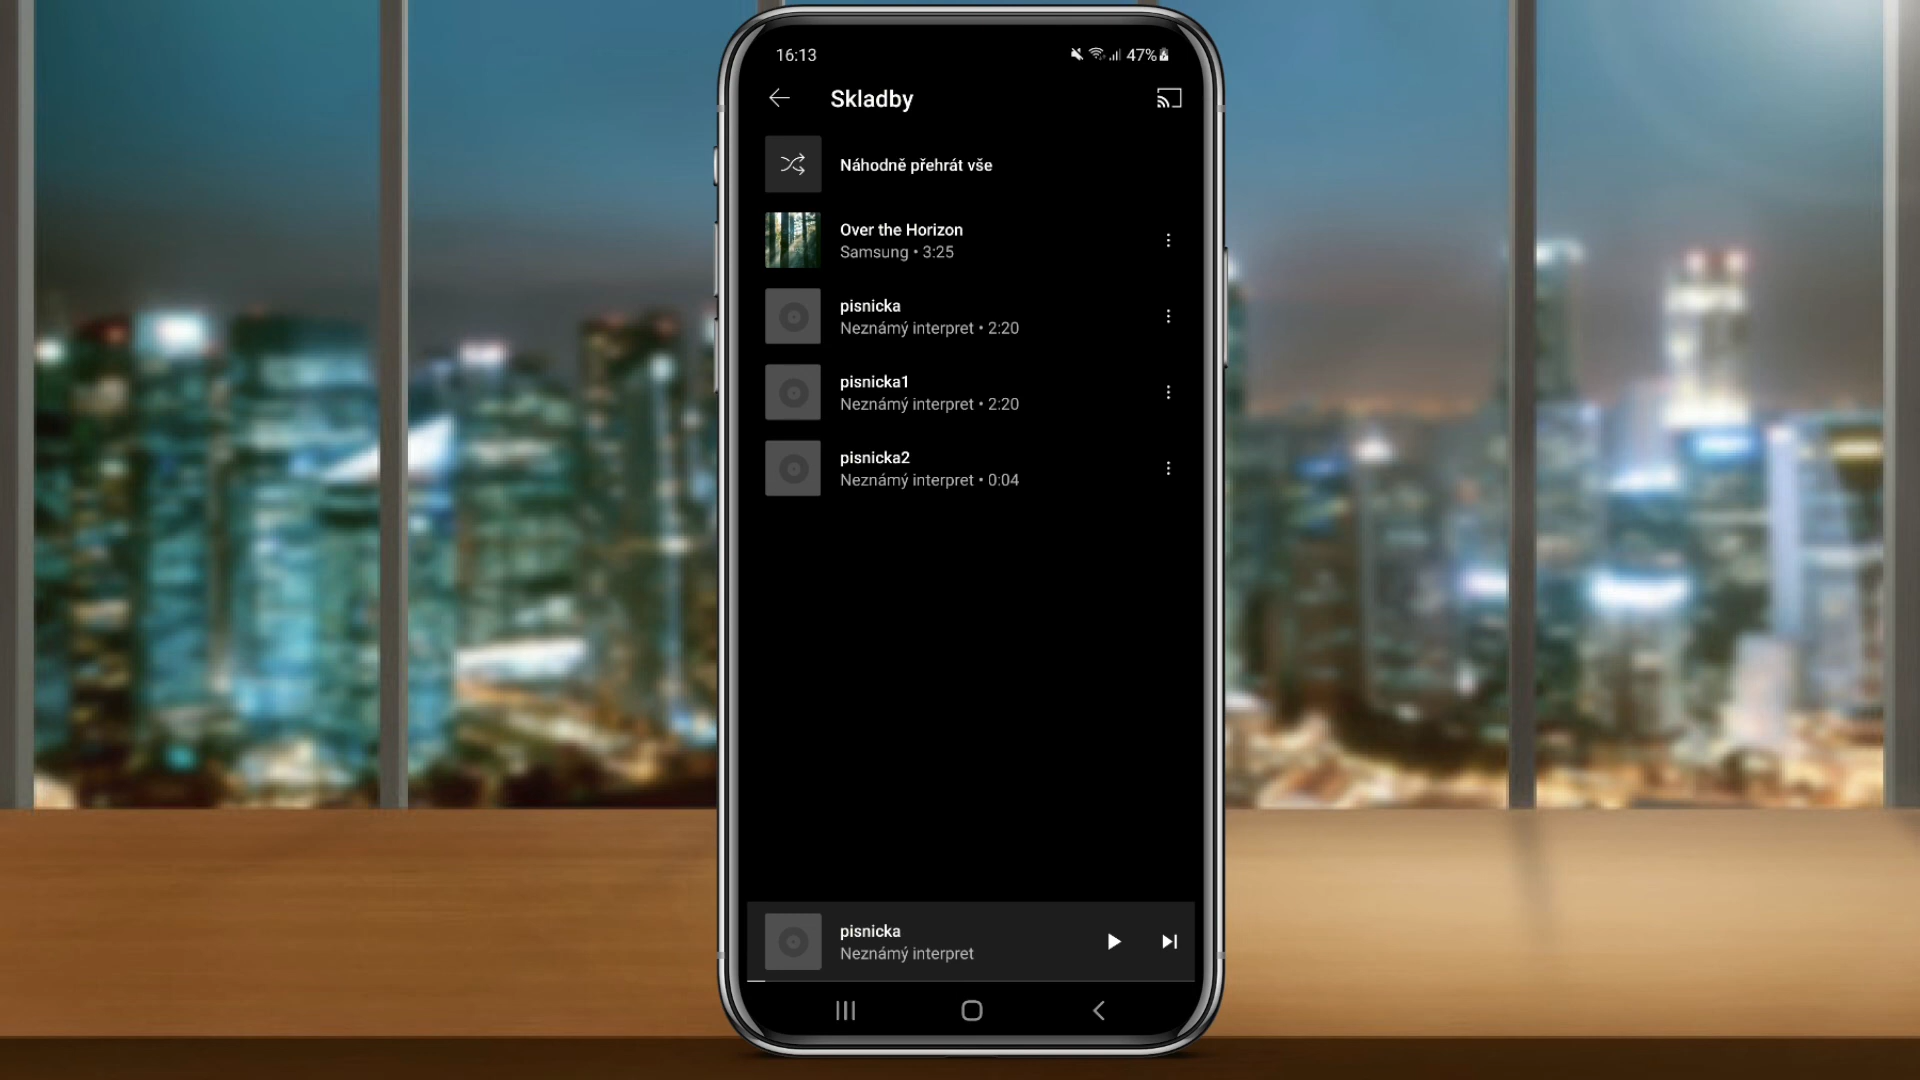 16:13
47%
Skladby
Náhodně přehrát vše
Over the Horizon
Samsung • 3:25
pisnicka
Neznámý interpret • 2:20
pisnicka1
Neznámý interpret • 2:20
pisnicka2
Neznámý interpret • 0:04
pisnicka
Neznámý interpret